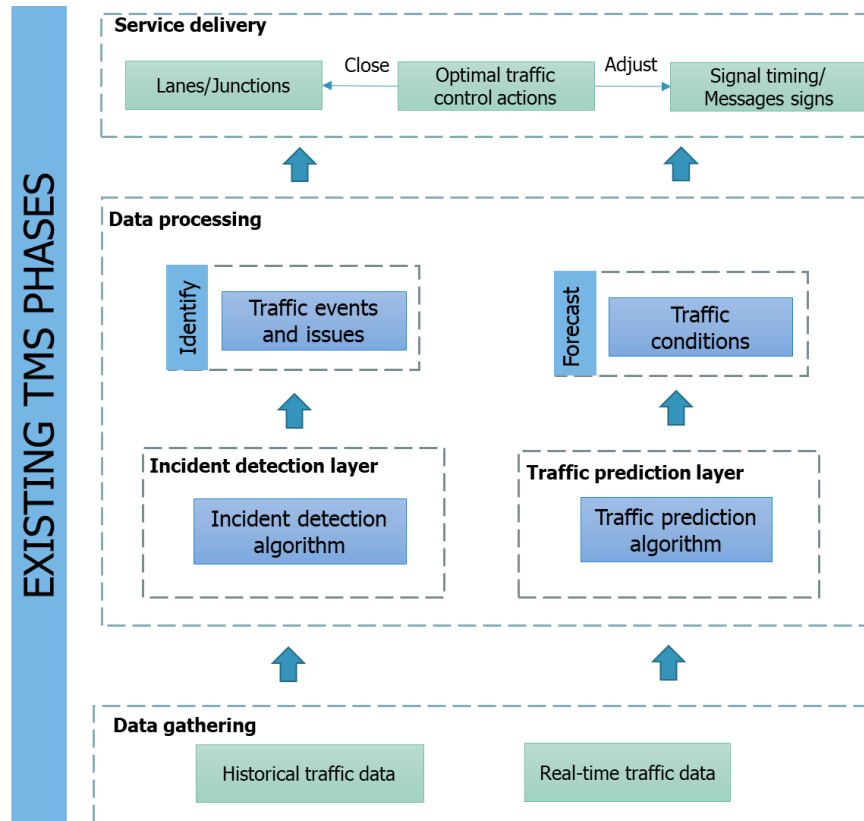 EXISTING TMS PHASES
Service delivery
Lanes/Junctions
Close
Optimal traffic
control actions
Adjust
Signal timing/
Messages signs
Data processing
Identify
Traffic events
and issues
Forecast
Traffic
conditions
Incident detection layer
Incident detection
algorithm
Traffic prediction layer
Traffic prediction
algorithm
Data gathering
Historical traffic data
Real-time traffic data